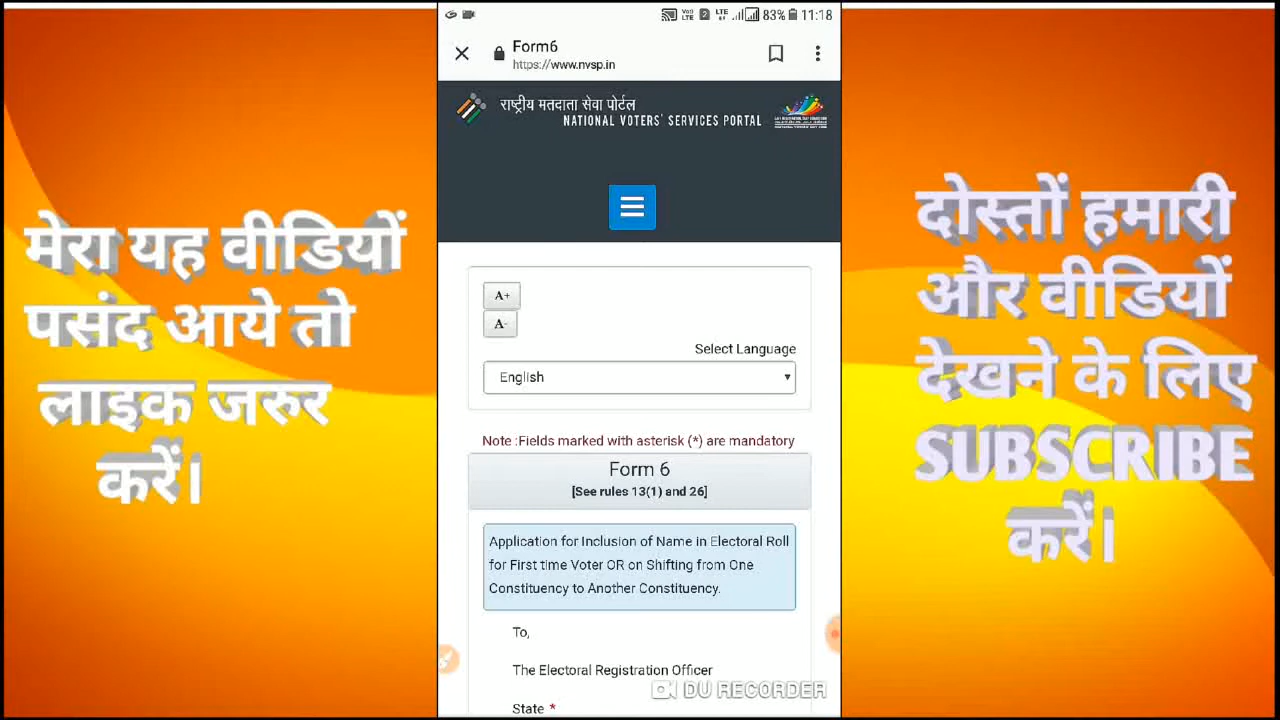 मेरा यह वीडियों
पसंद आये तो
लाइक जरुर
करें।
83% 11:18
Form6
https://www.nvsp.in
राष्ट्रीय मतदाता सेवा पोर्टल
NATIONAL VOTERS' SERVICES PORTAL
A+
A-
Select Language
English
Note :Fields marked with asterisk (*) are mandatory
Form 6
[See rules 13(1) and 26]
Application for Inclusion of Name in Electoral Roll
for First time Voter OR on Shifting from One
Constituency to Another Constituency.
To,
The Electoral Registration Officer
State *
DU RECORDER
दोस्तों हमारी
और वीडियों
देखने के लिए
SUBSCRIBE
करें।